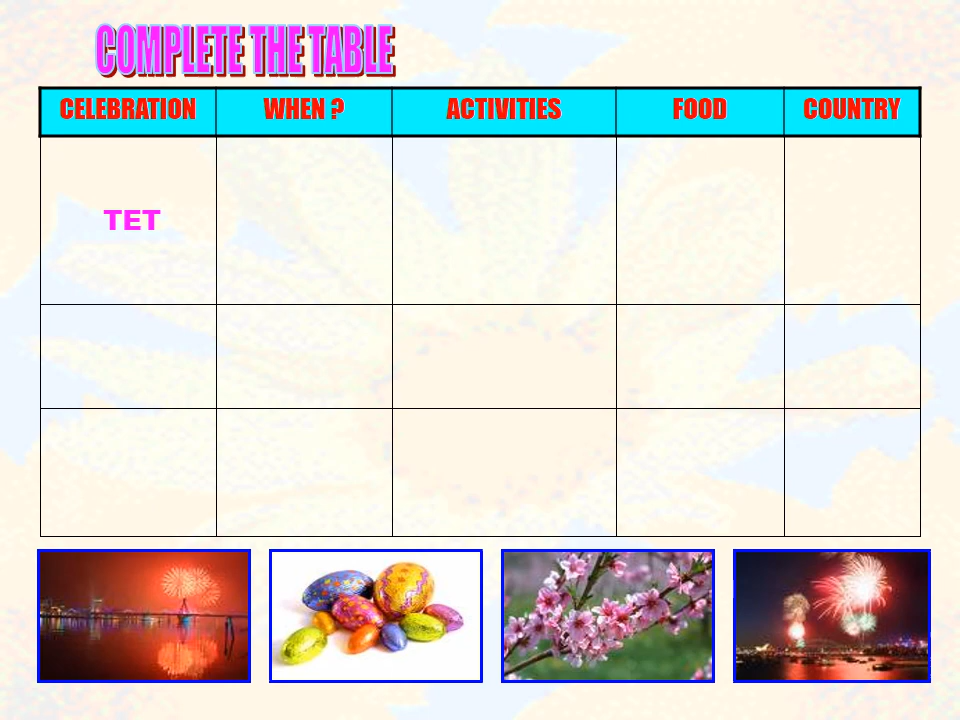 COMPLETE THE TABLE
CELEBRATION WHEN ? ACTIVITIES FOOD COUNTRY
TET